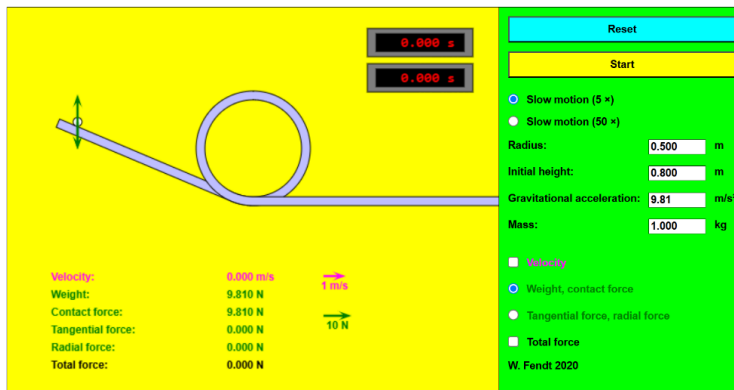 0.000 s
0.000 s
Velocity: 0.000 m/s
1 m/s
Weight: 9.810 N
Contact force: 9.810 N
10 N
Tangential force: 0.000 N
Radial force: 0.000 N
Total force: 0.000 N
Reset
Start
Slow motion (5 ×)
Slow motion (50 ×)
Radius: 0.500 m
Initial height: 0.800 m
Gravitational acceleration: 9.81 m/s²
Mass: 1.000 kg
Velocity
Weight, contact force
Tangential force, radial force
Total force
W. Fendt 2020